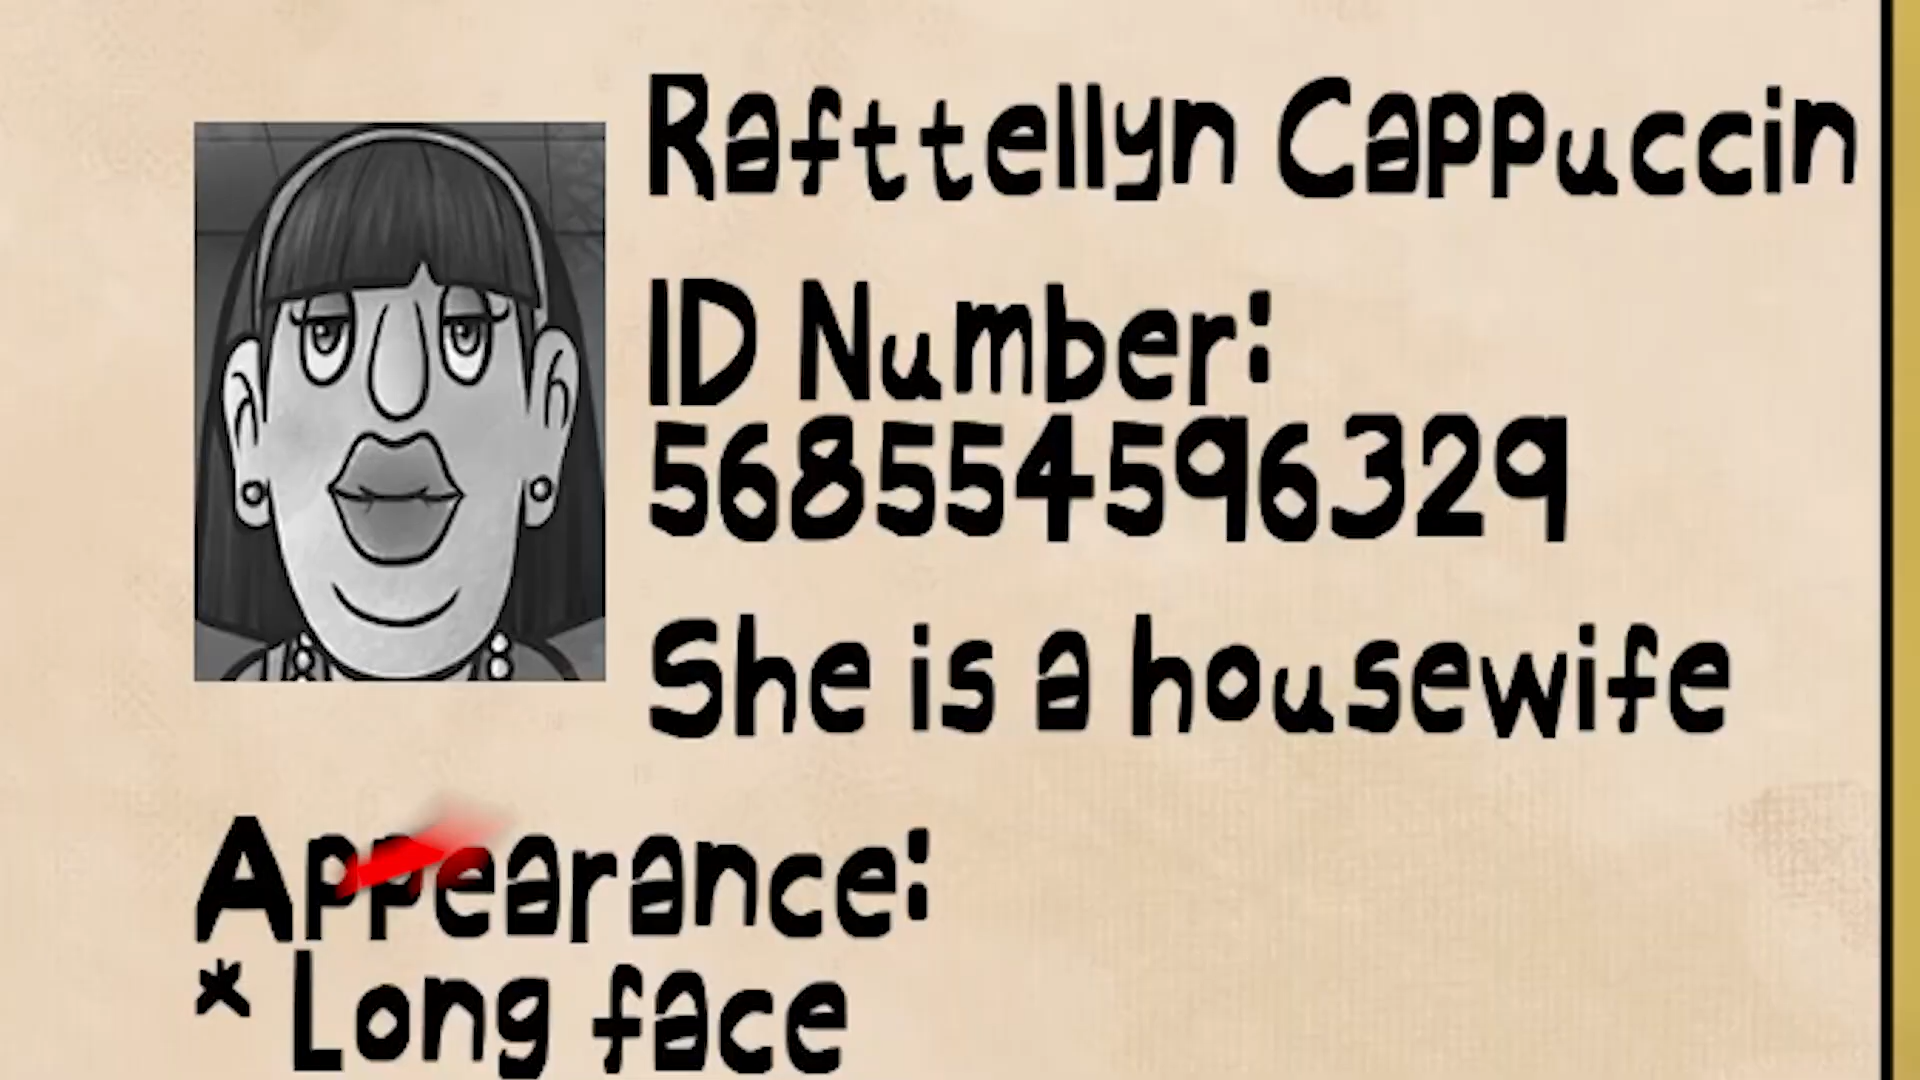 Rafttellyn Cappuccin
ID Number:
568554596329
She is a housewife
Appearance:
* Long face